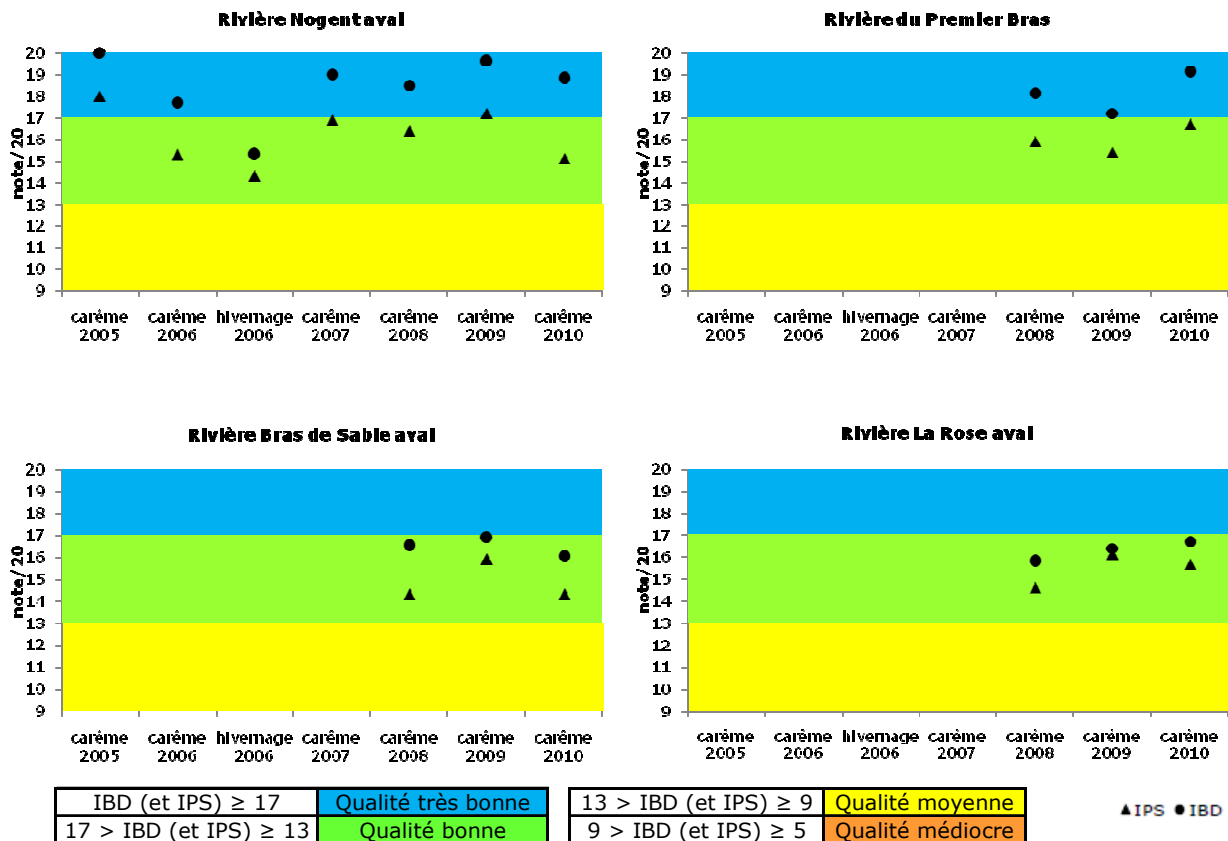 Rivière Nogent aval
20
19
18
17
16
15
14
13
12
11
10
9
note/20
carême 2005
carême 2006
hivernage 2006
carême 2007
carême 2008
carême 2009
carême 2010
Rivière du Premier Bras
20
19
18
17
16
15
14
13
12
11
10
9
note/20
carême 2005
carême 2006
hivernage 2006
carême 2007
carême 2008
carême 2009
carême 2010
Rivière Bras de Sable aval
20
19
18
17
16
15
14
13
12
11
10
9
note/20
carême 2005
carême 2006
hivernage 2006
carême 2007
carême 2008
carême 2009
carême 2010
Rivière La Rose aval
20
19
18
17
16
15
14
13
12
11
10
9
note/20
carême 2005
carême 2006
hivernage 2006
carême 2007
carême 2008
carême 2009
carême 2010
IBD (et IPS) ≥ 17 Qualité très bonne
17 > IBD (et IPS) ≥ 13 Qualité bonne
13 > IBD (et IPS) ≥ 9 Qualité moyenne
9 > IBD (et IPS) ≥ 5 Qualité médiocre
▲IPS ●IBD